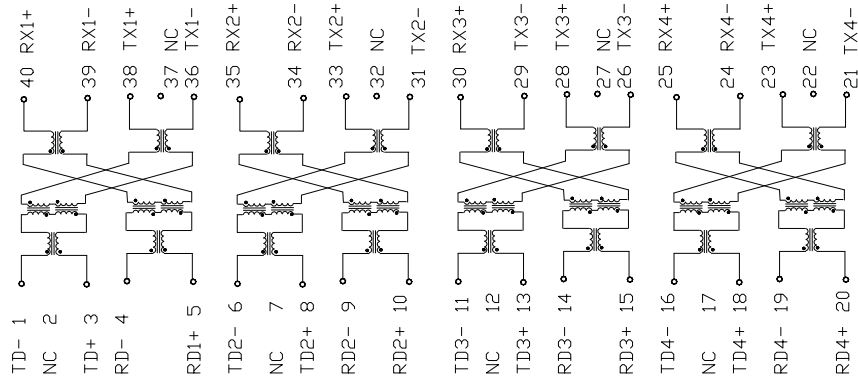 40 RX1+
39 RX1-
38 TX1+
37 NC
36 TX1-
35 RX2+
34 RX2-
33 TX2+
32 NC
31 TX2-
30 RX3+
29 TX3-
28 TX3+
27 NC
26 TX3-
25 RX4+
24 RX4-
23 TX4+
22 NC
21 TX4-
TD- 1
NC 2
TD+ 3
RD- 4
RD1+ 5
TD2- 6
NC 7
TD2+ 8
RD2- 9
RD2+ 10
TD3- 11
NC 12
TD3+ 13
RD3- 14
RD3+ 15
TD4- 16
NC 17
TD4+ 18
RD4- 19
RD4+ 20